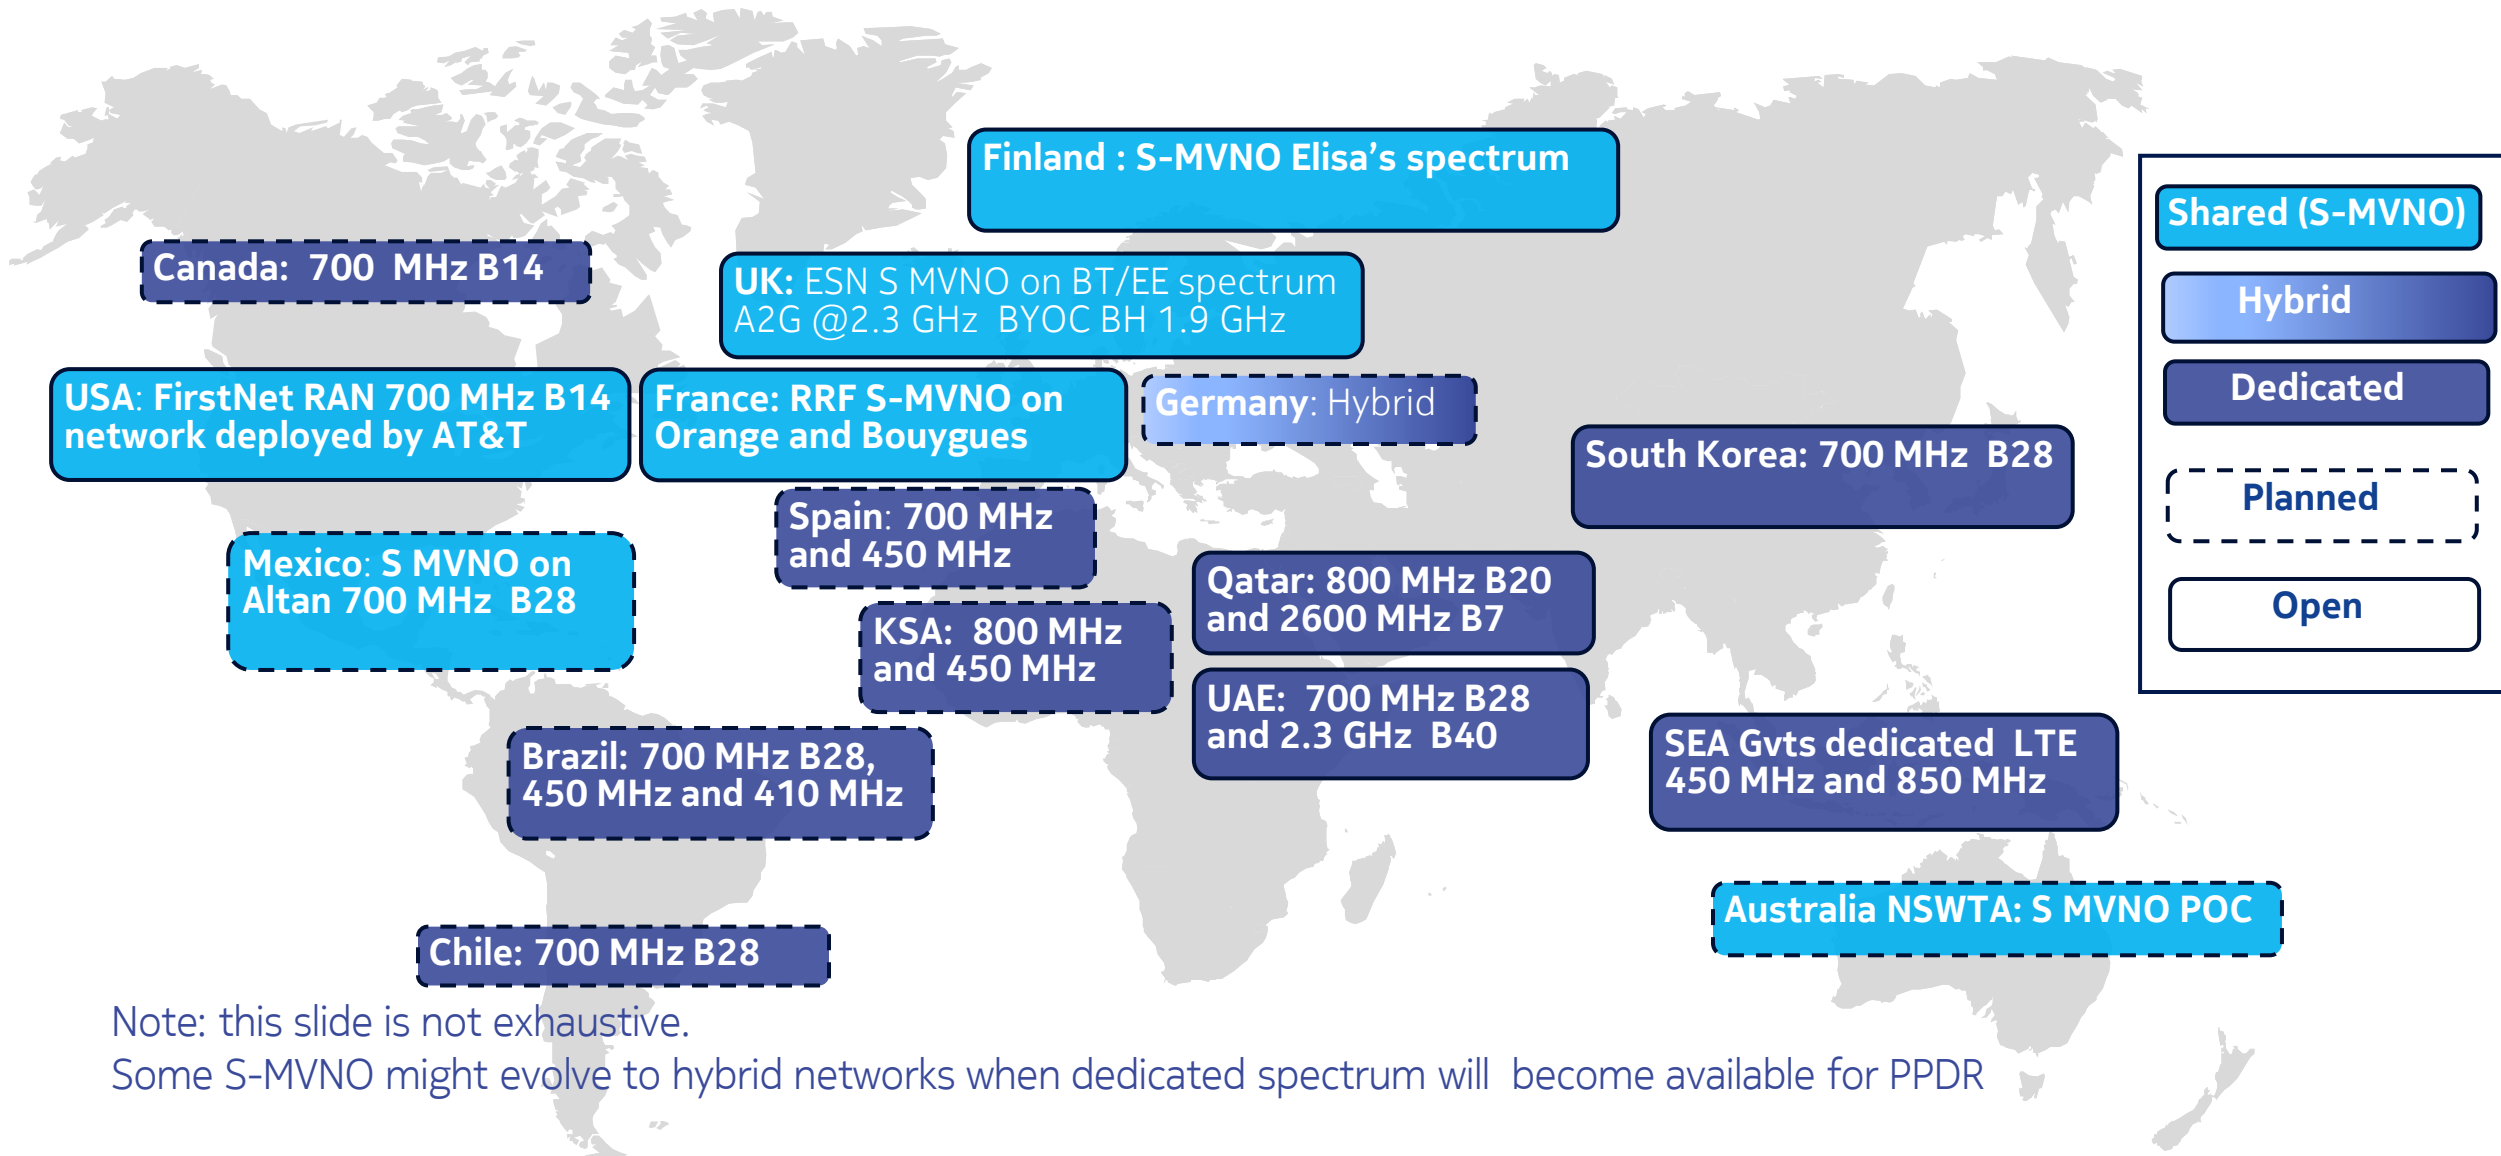 Finland : S-MVNO Elisa’s spectrum
Canada: 700 MHz B14
UK: ESN S MVNO on BT/EE spectrum
A2G @2.3 GHz BYOC BH 1.9 GHz
USA: FirstNet RAN 700 MHz B14
network deployed by AT&T
France: RRF S-MVNO on
Orange and Bouygues
Germany: Hybrid
South Korea: 700 MHz B28
Spain: 700 MHz
and 450 MHz
Mexico: S MVNO on
Altan 700 MHz B28
Qatar: 800 MHz B20
and 2600 MHz B7
KSA: 800 MHz
and 450 MHz
UAE: 700 MHz B28
and 2.3 GHz B40
Brazil: 700 MHz B28,
450 MHz and 410 MHz
SEA Gvts dedicated LTE
450 MHz and 850 MHz
Australia NSWTA: S MVNO POC
Chile: 700 MHz B28
Shared (S-MVNO)
Hybrid
Dedicated
Planned
Open
Note: this slide is not exhaustive.
Some S-MVNO might evolve to hybrid networks when dedicated spectrum will become available for PPDR